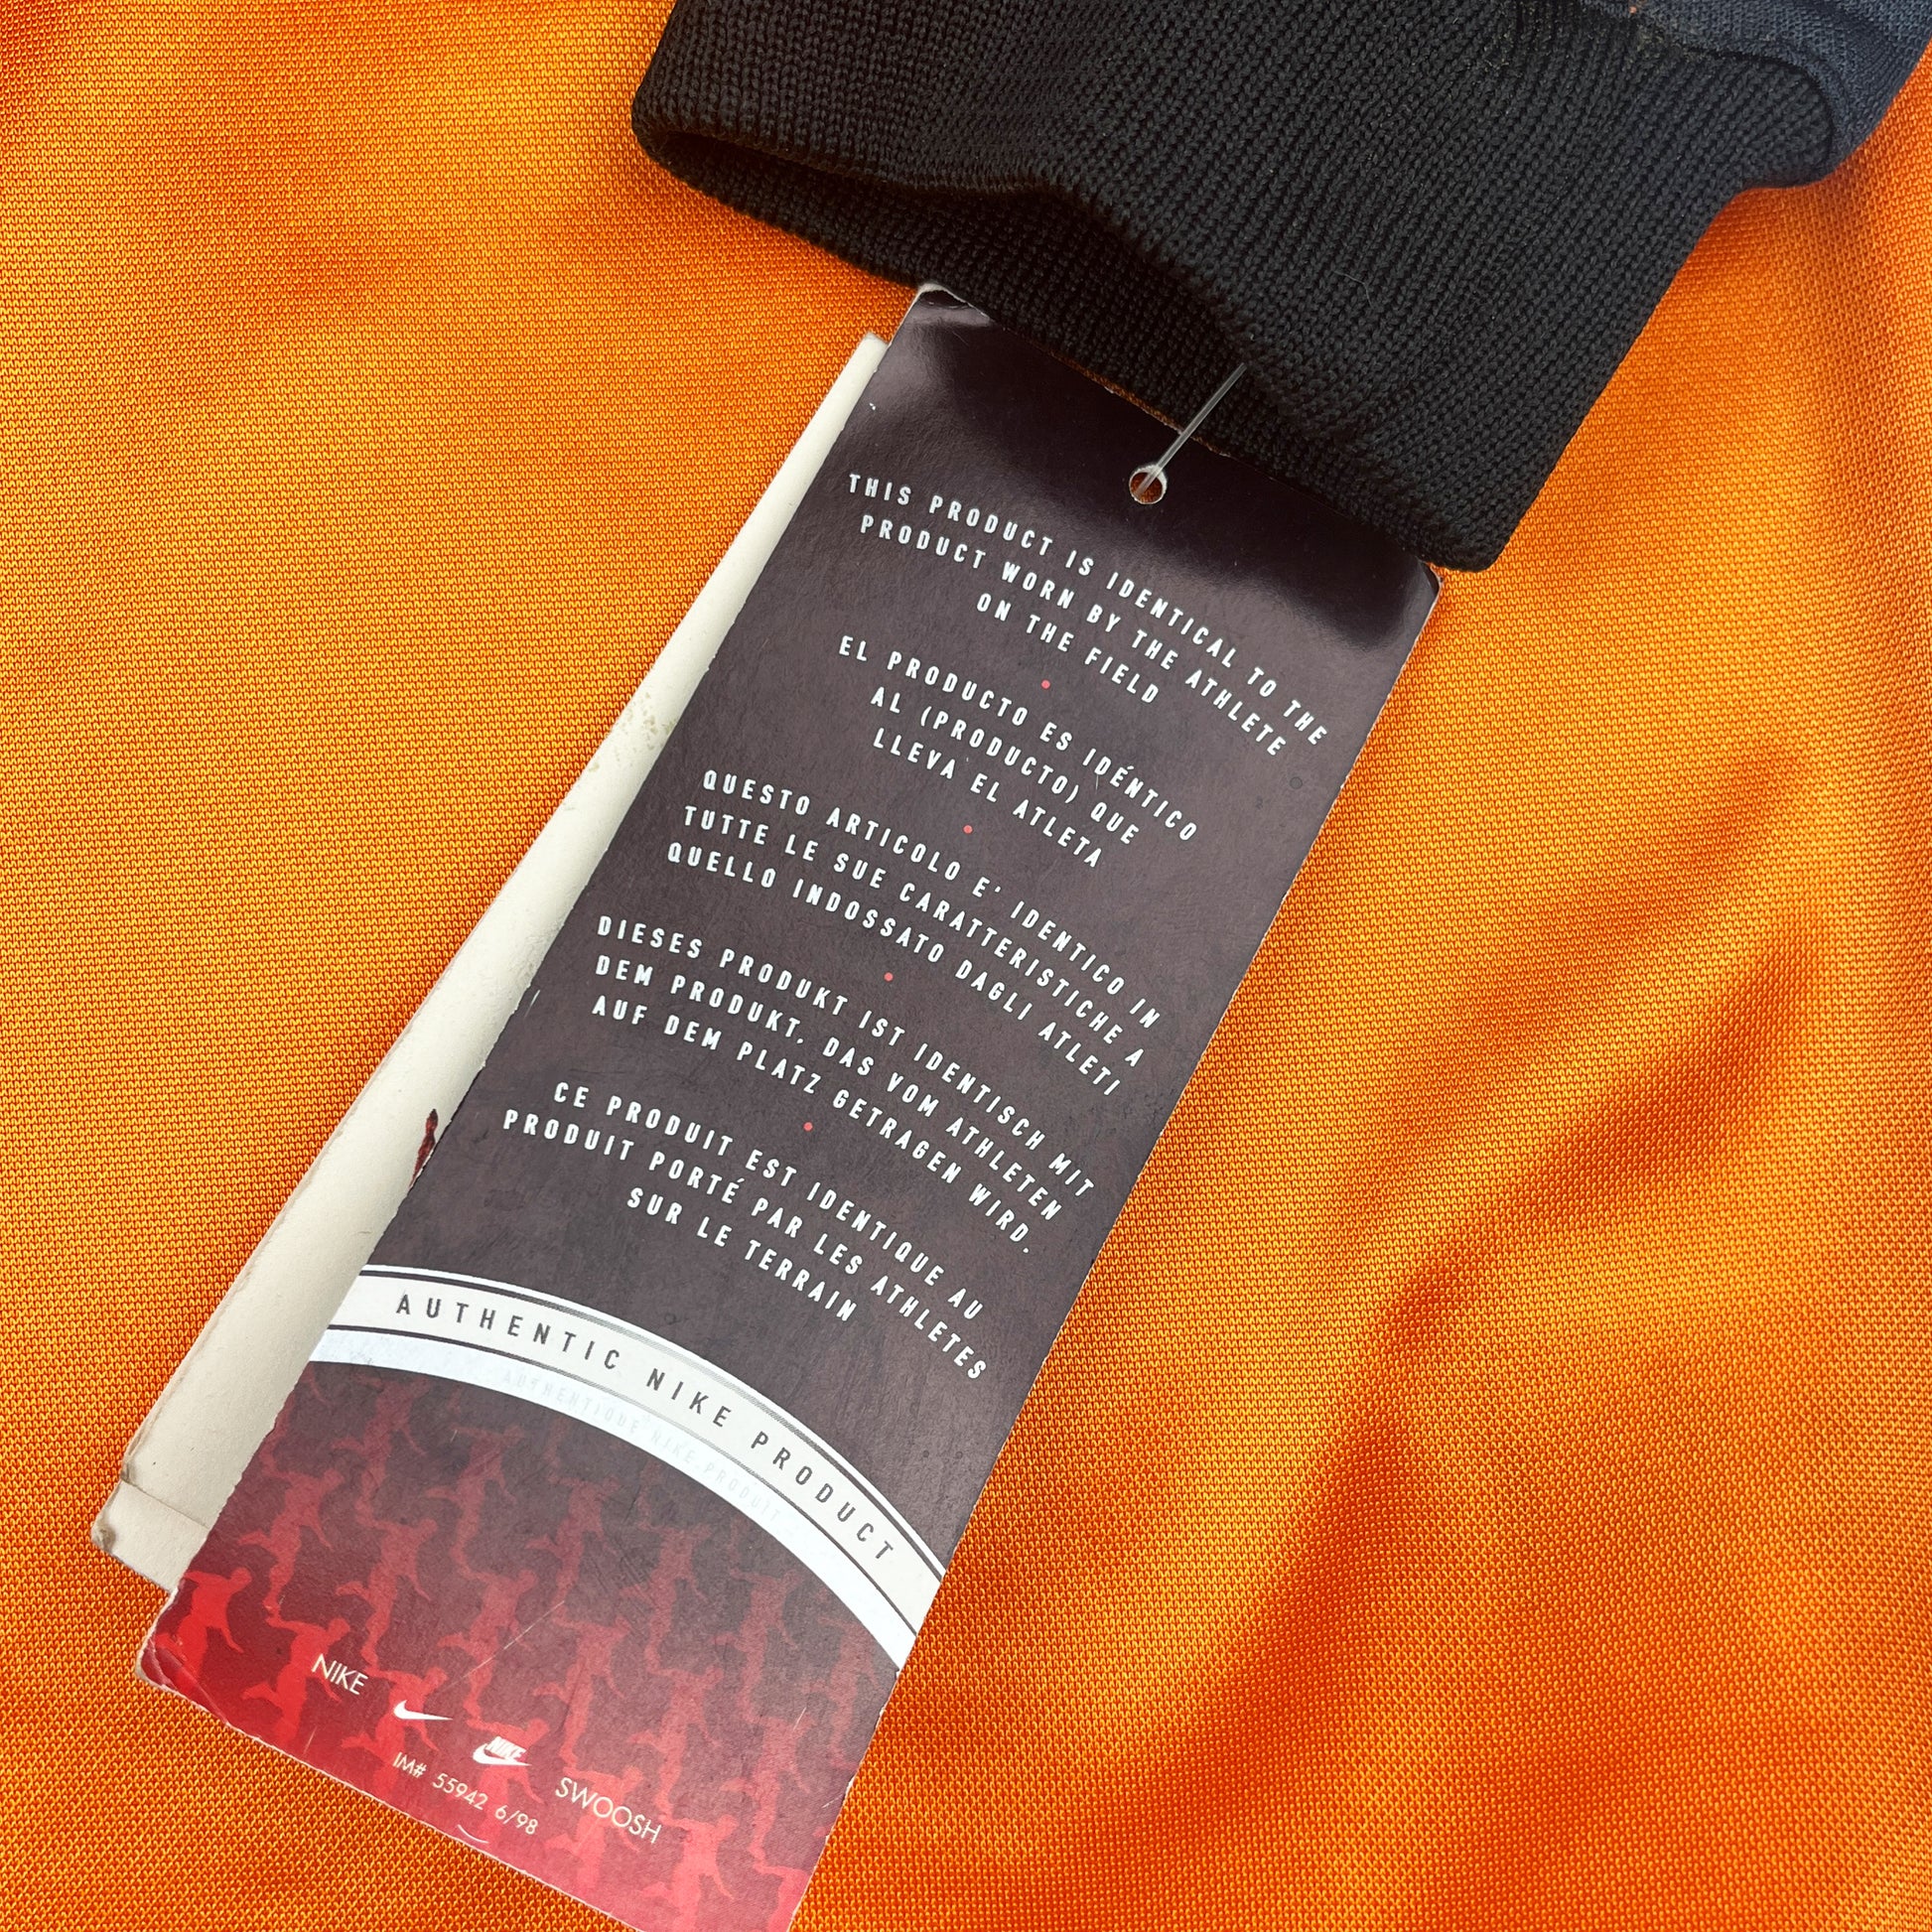 THIS PRODUCT IS IDENTICAL TO THE
PRODUCT WORN BY THE ATHLETE
ON THE FIELD
EL PRODUCTO ES IDÉNTICO
AL (PRODUCTO) QUE
LLEVA EL ATLETA
QUESTO ARTICOLO E' IDENTICO IN
TUTTE LE SUE CARATTERISTICHE A
QUELLO INDOSSATO DAGLI ATLETI
DIESES PRODUKT IST IDENTISCH MIT
DEM PRODUKT, DAS VOM ATHLETEN
AUF DEM PLATZ GETRAGEN WIRD.
CE PRODUIT EST IDENTIQUE AU
PRODUIT PORTÉ PAR LES ATHLETES
SUR LE TERRAIN
AUTHENTIC NIKE PRODUCT
AUTHENTIQUE NIKE PRODUIT
NIKE
NIKE
SWOOSH
IM# 55942 6/98